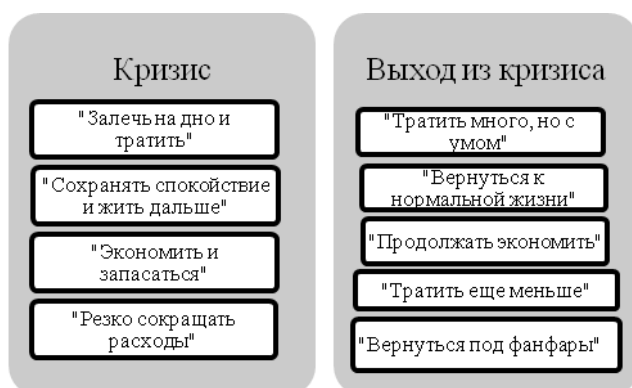 Кризис
"Залечь на дно и
тратить"
"Сохранять спокойствие
и жить дальше"
"Экономить и
запасаться"
"Резко сокращать
расходы"
Выход из кризиса
"Тратить много, но с
умом"
"Вернуться к
нормальной жизни"
"Продолжать экономить"
"Тратить еще меньше"
"Вернуться под фанфары"